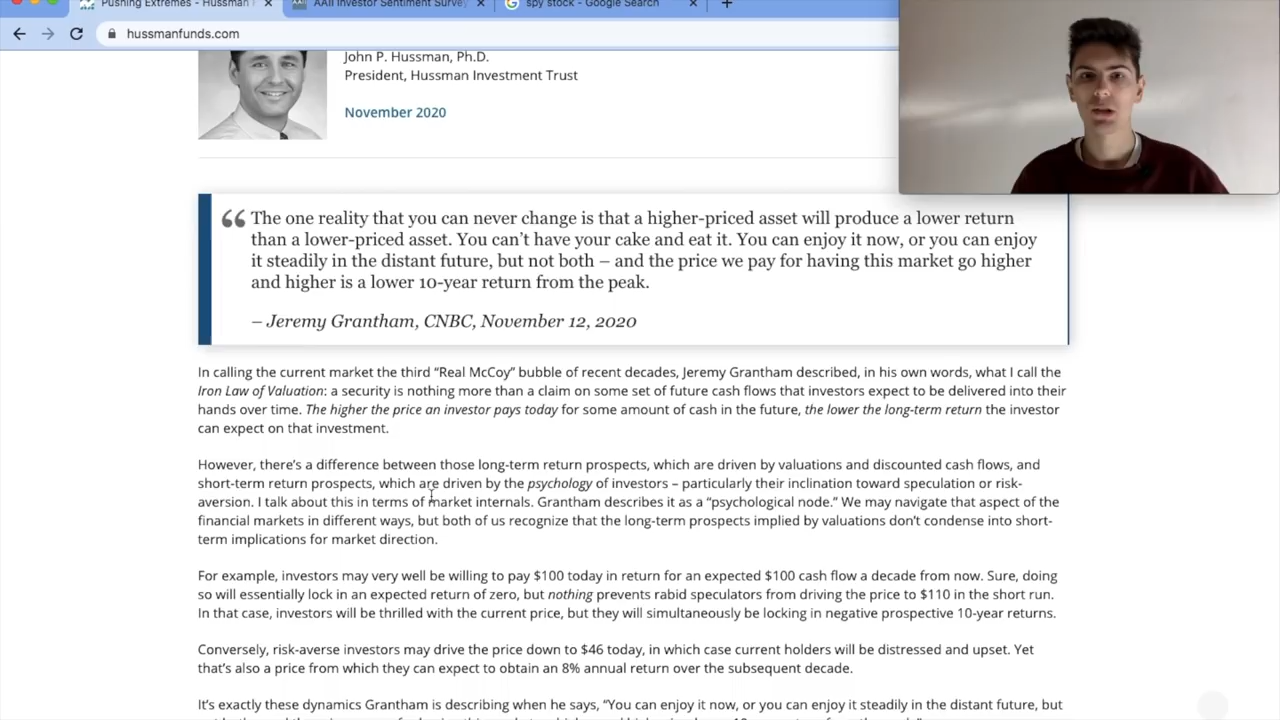 Pushing Extremes - Hussman
AAII Investor Sentiment Survey
spy stock - Google Search
hussmanfunds.com
John P. Hussman, Ph.D.
President, Hussman Investment Trust
November 2020
“ The one reality that you can never change is that a higher-priced asset will produce a lower return
than a lower-priced asset. You can’t have your cake and eat it. You can enjoy it now, or you can enjoy
it steadily in the distant future, but not both – and the price we pay for having this market go higher
and higher is a lower 10-year return from the peak.
– Jeremy Grantham, CNBC, November 12, 2020
In calling the current market the third “Real McCoy” bubble of recent decades, Jeremy Grantham described, in his own words, what I call the
Iron Law of Valuation: a security is nothing more than a claim on some set of future cash flows that investors expect to be delivered into their
hands over time. The higher the price an investor pays today for some amount of cash in the future, the lower the long-term return the investor
can expect on that investment.
However, there’s a difference between those long-term return prospects, which are driven by valuations and discounted cash flows, and
short-term return prospects, which are driven by the psychology of investors – particularly their inclination toward speculation or risk-
aversion. I talk about this in terms of market internals. Grantham describes it as a “psychological node.” We may navigate that aspect of the
financial markets in different ways, but both of us recognize that the long-term prospects implied by valuations don’t condense into short-
term implications for market direction.
For example, investors may very well be willing to pay $100 today in return for an expected $100 cash flow a decade from now. Sure, doing
so will essentially lock in an expected return of zero, but nothing prevents rabid speculators from driving the price to $110 in the short run.
In that case, investors will be thrilled with the current price, but they will simultaneously be locking in negative prospective 10-year returns.
Conversely, risk-averse investors may drive the price down to $46 today, in which case current holders will be distressed and upset. Yet
that’s also a price from which they can expect to obtain an 8% annual return over the subsequent decade.
It’s exactly these dynamics Grantham is describing when he says, “You can enjoy it now, or you can enjoy it steadily in the distant future, but